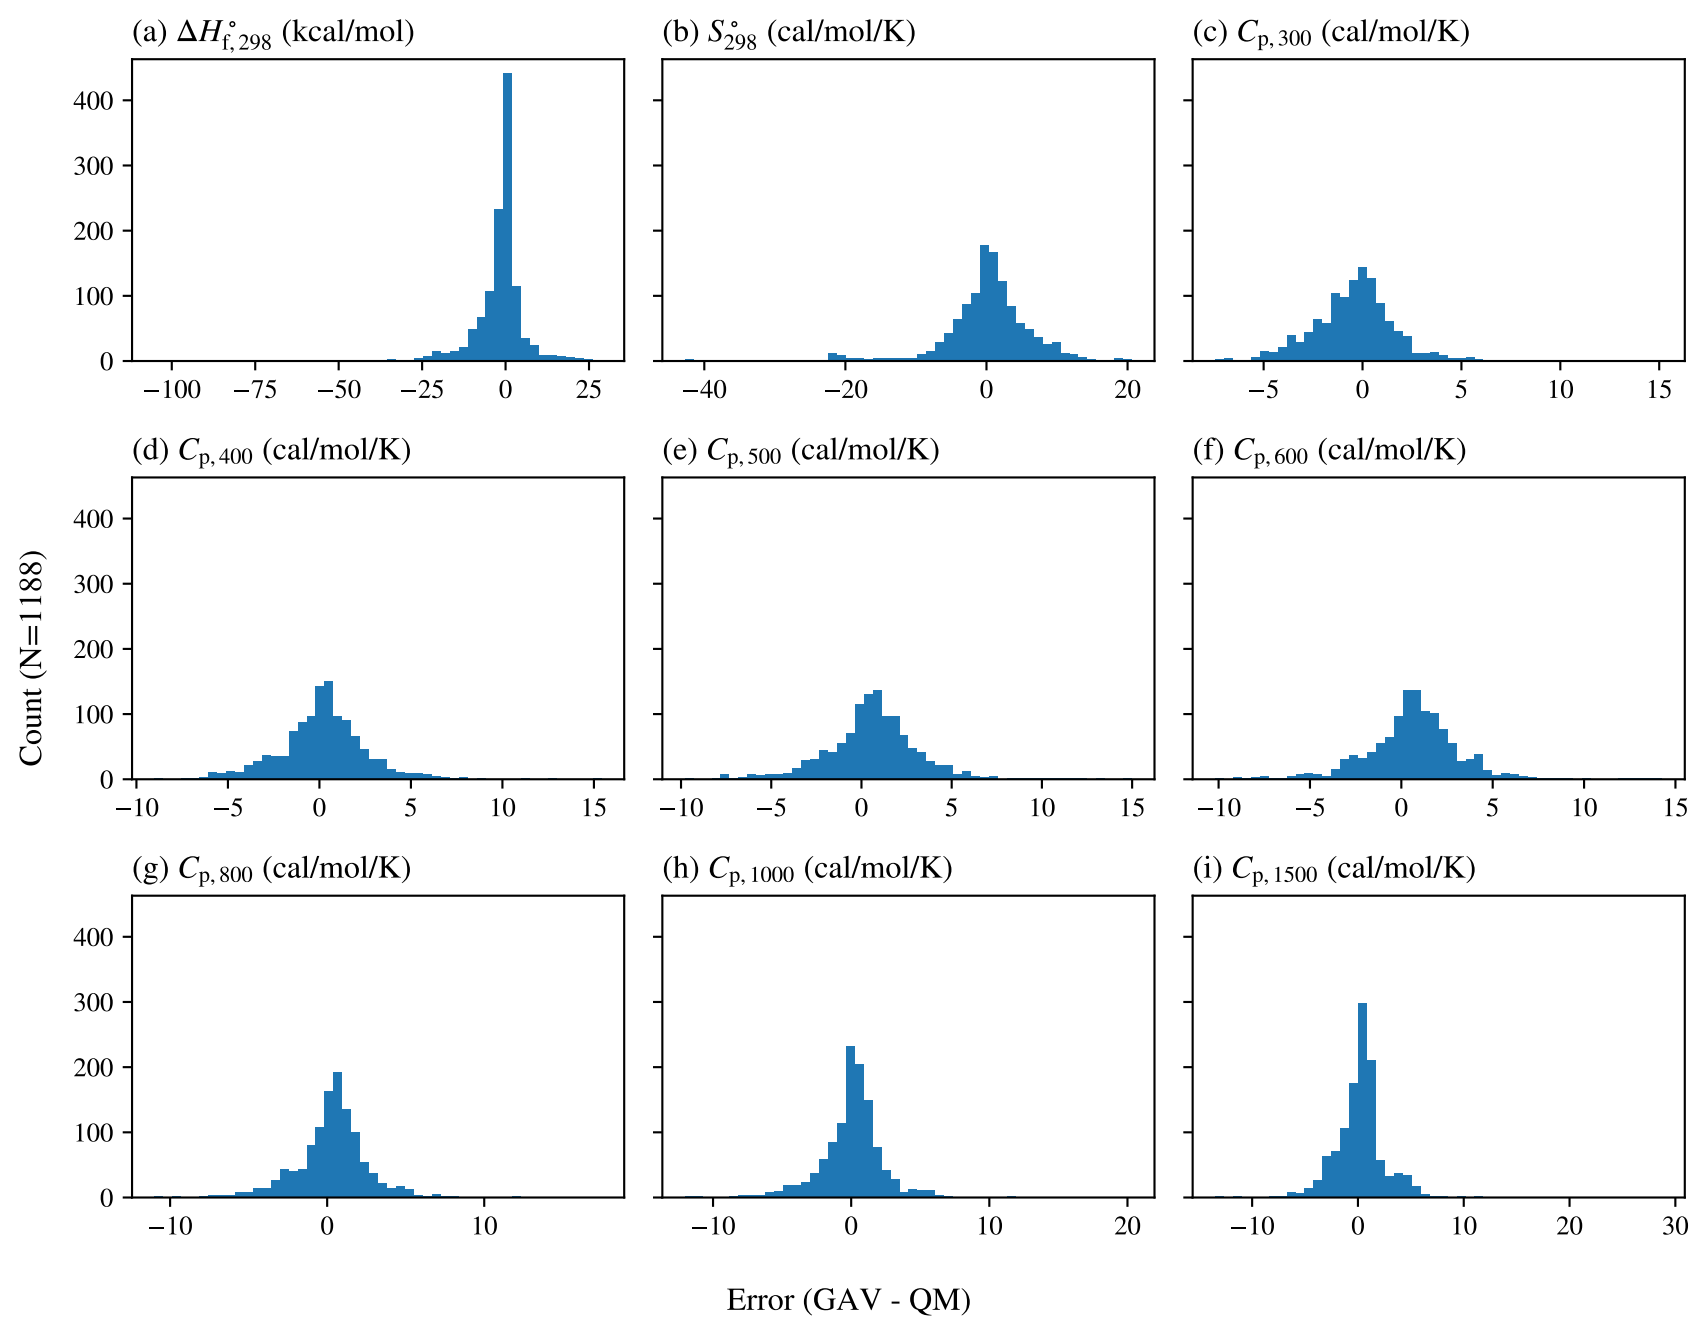 (a) ΔH°f,298 (kcal/mol)
(b) S°298 (cal/mol/K)
(c) Cp,300 (cal/mol/K)
400
300
200
100
0
−100 −75 −50 −25 0 25
−40 −20 0 20
−5 0 5 10 15
(d) Cp,400 (cal/mol/K)
(e) Cp,500 (cal/mol/K)
(f) Cp,600 (cal/mol/K)
Count (N=1188)
400
300
200
100
0
−10 −5 0 5 10 15
−10 −5 0 5 10 15
−10 −5 0 5 10 15
(g) Cp,800 (cal/mol/K)
(h) Cp,1000 (cal/mol/K)
(i) Cp,1500 (cal/mol/K)
400
300
200
100
0
−10 0 10
−10 0 10 20
−10 0 10 20 30
Error (GAV - QM)